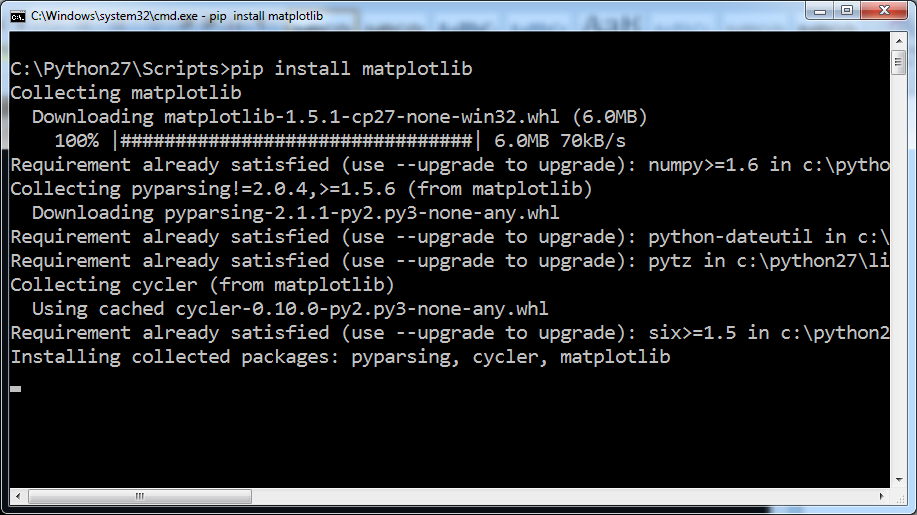 C:\Windows\system32\cmd.exe - pip  install matplotlib
C:\Python27\Scripts>pip install matplotlib
Collecting matplotlib
  Downloading matplotlib-1.5.1-cp27-none-win32.whl (6.0MB)
    100% |################################| 6.0MB 70kB/s
Requirement already satisfied (use --upgrade to upgrade): numpy>=1.6 in c:\pytho
Collecting pyparsing!=2.0.4,>=1.5.6 (from matplotlib)
  Downloading pyparsing-2.1.1-py2.py3-none-any.whl
Requirement already satisfied (use --upgrade to upgrade): python-dateutil in c:\
Requirement already satisfied (use --upgrade to upgrade): pytz in c:\python27\li
Collecting cycler (from matplotlib)
  Using cached cycler-0.10.0-py2.py3-none-any.whl
Requirement already satisfied (use --upgrade to upgrade): six>=1.5 in c:\python2
Installing collected packages: pyparsing, cycler, matplotlib